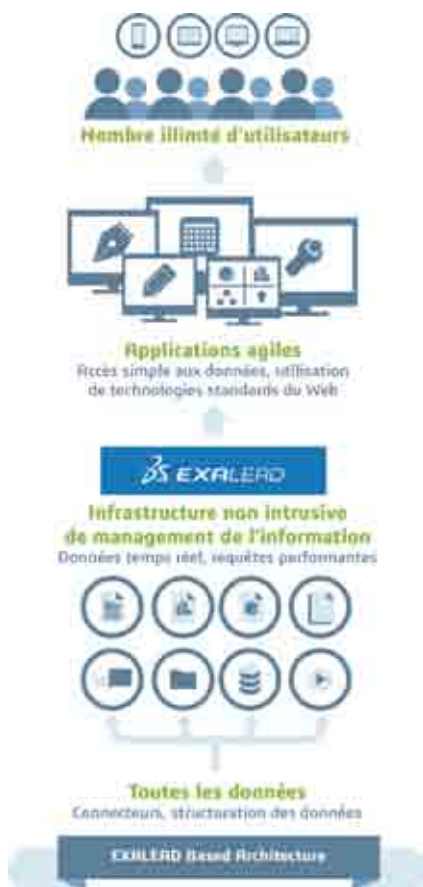 Nombre illimité d'utilisateurs
Applications agiles
Accès simple aux données, utilisation
de technologies standards du Web
3S EXALEAD
Infrastructure non intrusive
de management de l'information
Données temps réel, requêtes performantes
Toutes les données
Connecteurs, structuration des données
EXALEAD Based Architecture